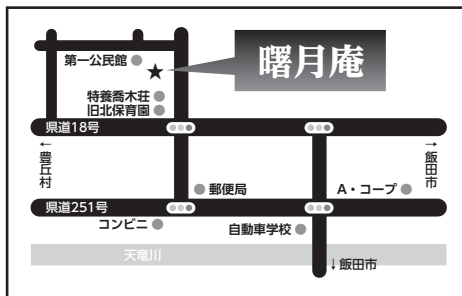 第一公民館
曙月庵
特養喬木荘
旧北保育園
県道18号
←豊丘村
→飯田市
郵便局
A・コープ
県道251号
コンビニ
自動車学校
天竜川
↓飯田市